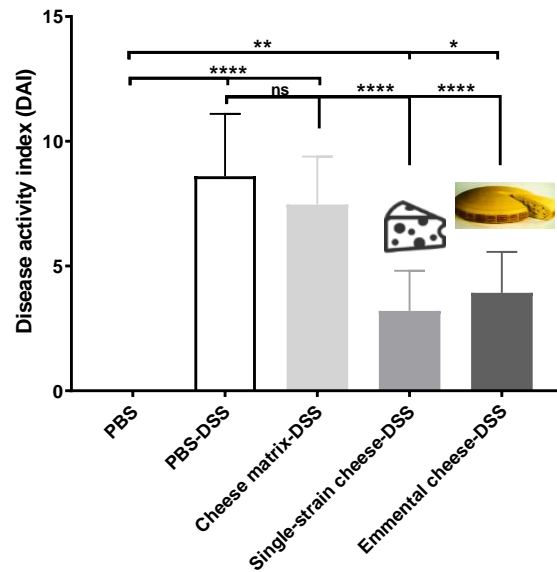 15
** *
****
ns **** ****
10
5
0
Disease activity index (DAI)
PBS
PBS-DSS
Cheese matrix-DSS
Single-strain cheese-DSS
Emmental cheese-DSS